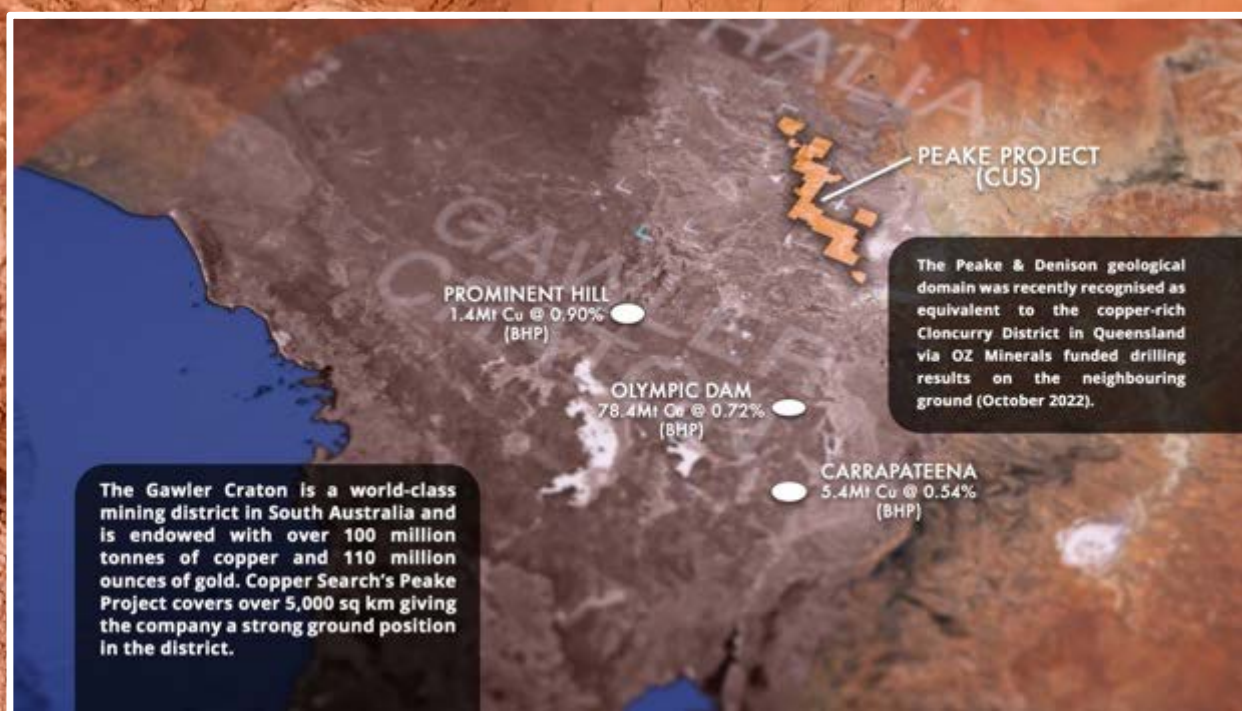 RALIA
PEAKE PROJECT
(CUS)
GAWLER
PROMINENT HILL
1.4Mt Cu @ 0.90%
(BHP)
The Peake & Denison geological
domain was recently recognised as
equivalent to the copper-rich
Cloncurry District in Queensland
via OZ Minerals funded drilling
results on the neighbouring
ground (October 2022).
OLYMPIC DAM
78.4Mt Cu @ 0.72%
(BHP)
CARRAPATEENA
5.4Mt Cu @ 0.54%
(BHP)
The Gawler Craton is a world-class
mining district in South Australia and
is endowed with over 100 million
tonnes of copper and 110 million
ounces of gold. Copper Search's Peake
Project covers over 5,000 sq km giving
the company a strong ground position
in the district.